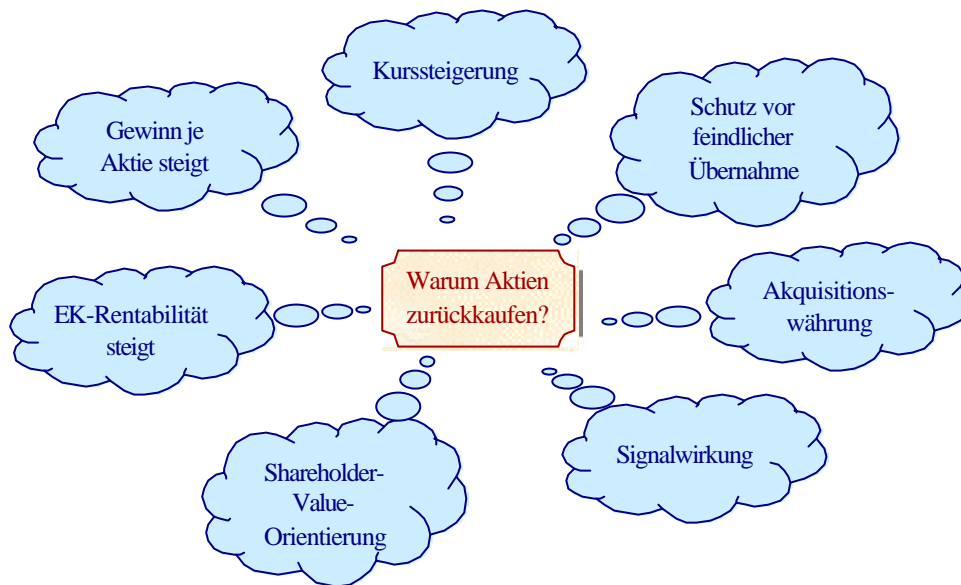 Kurssteigerung
Schutz vor
feindlicher
Übernahme
Gewinn je
Aktie steigt
Warum Aktien
zurückkaufen?
EK-Rentabilität
steigt
Akquisitions-
währung
Signalwirkung
Shareholder-
Value-
Orientierung